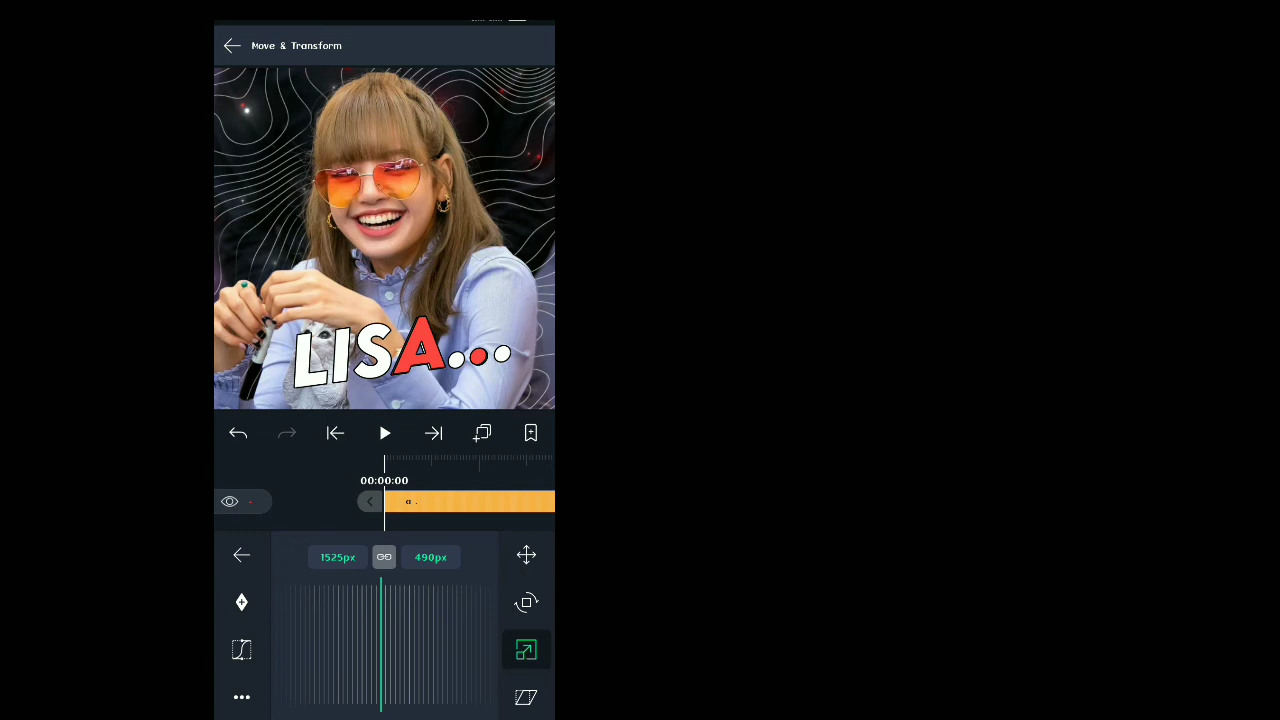 Move & Transform
LISA...
00:00:00
a .
1525px
490px